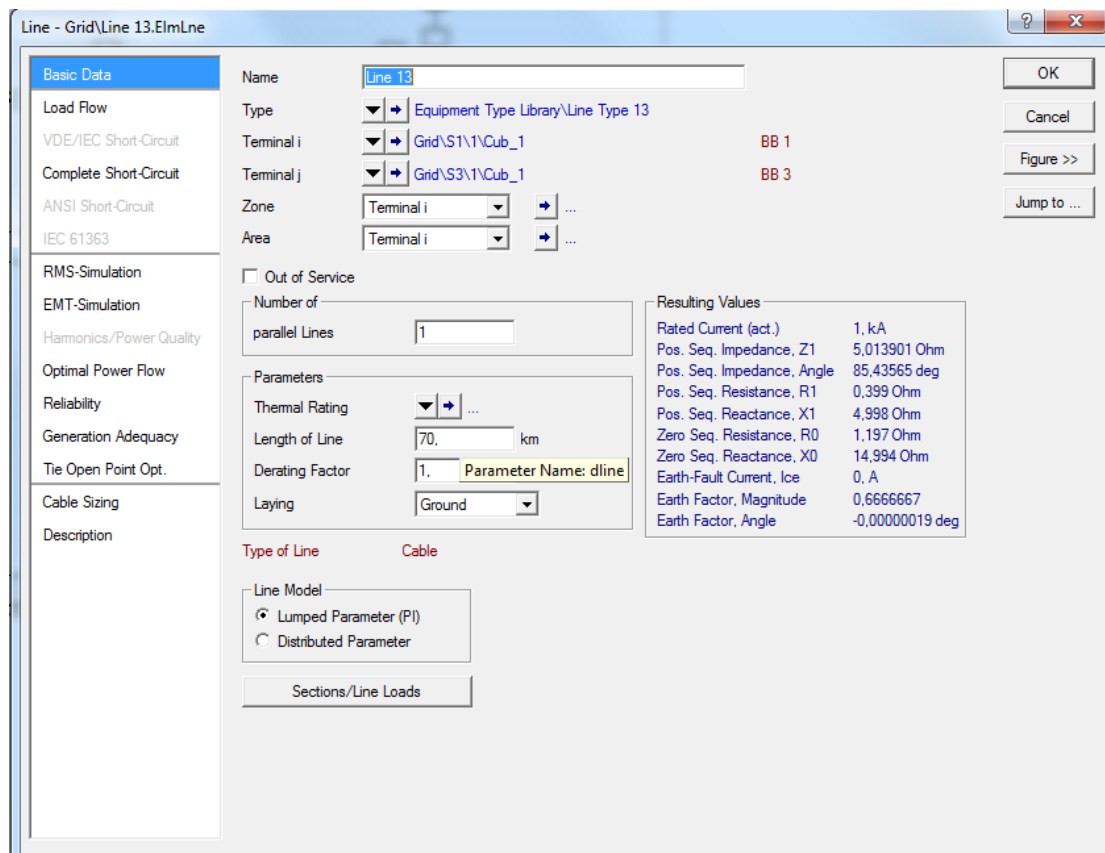 Line - Grid\Line 13.ElmLne
?
x
Basic Data
Load Flow
VDE/IEC Short-Circuit
Complete Short-Circuit
ANSI Short-Circuit
IEC 61363
RMS-Simulation
EMT-Simulation
Harmonics/Power Quality
Optimal Power Flow
Reliability
Generation Adequacy
Tie Open Point Opt.
Cable Sizing
Description
Name Line 13
Type Equipment Type Library\Line Type 13
Terminal i Grid\S1\1\Cub_1 BB 1
Terminal j Grid\S3\1\Cub_1 BB 3
Zone Terminal i ...
Area Terminal i ...
Out of Service
Number of
parallel Lines 1
Parameters
Thermal Rating ...
Length of Line 70, km
Derating Factor 1, Parameter Name: dline
Laying Ground
Type of Line Cable
Line Model
Lumped Parameter (PI)
Distributed Parameter
Sections/Line Loads
Resulting Values
Rated Current (act.) 1, kA
Pos. Seq. Impedance, Z1 5,013901 Ohm
Pos. Seq. Impedance, Angle 85,43565 deg
Pos. Seq. Resistance, R1 0,399 Ohm
Pos. Seq. Reactance, X1 4,998 Ohm
Zero Seq. Resistance, R0 1,197 Ohm
Zero Seq. Reactance, X0 14,994 Ohm
Earth-Fault Current, Ice 0, A
Earth Factor, Magnitude 0,6666667
Earth Factor, Angle -0,00000019 deg
OK
Cancel
Figure >>
Jump to ...